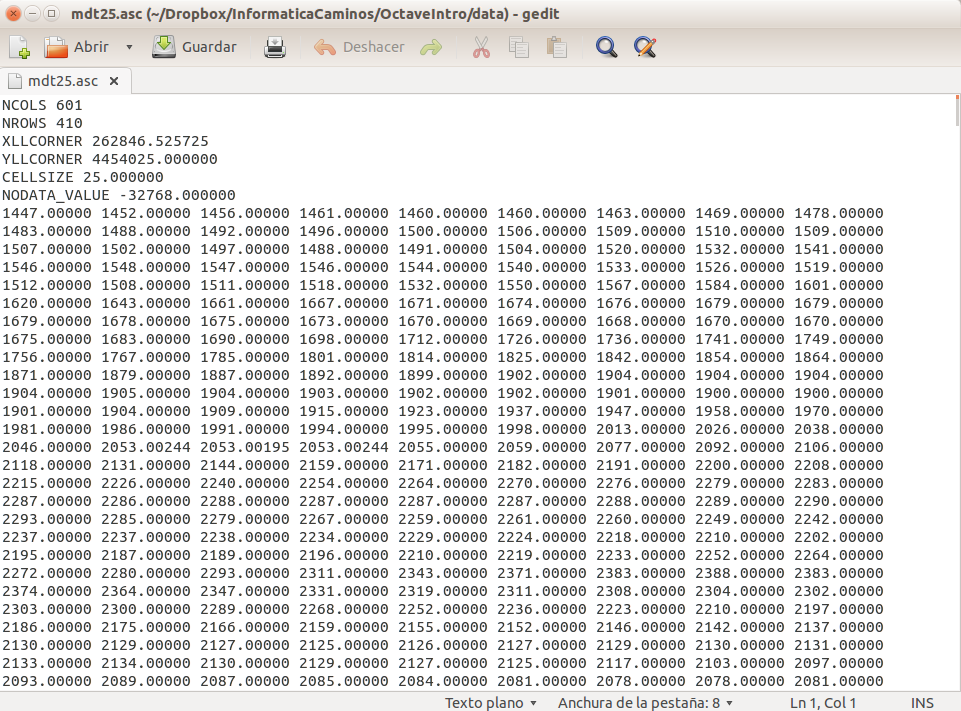 mdt25.asc (~/Dropbox/InformaticaCaminos/OctaveIntro/data) - gedit
Abrir Guardar Deshacer
mdt25.asc
NCOLS 601
NROWS 410
XLLCORNER 262846.525725
YLLCORNER 4454025.000000
CELLSIZE 25.000000
NODATA_VALUE -32768.000000
1447.00000 1452.00000 1456.00000 1461.00000 1460.00000 1460.00000 1463.00000 1469.00000 1478.00000
1483.00000 1488.00000 1492.00000 1496.00000 1500.00000 1506.00000 1509.00000 1510.00000 1509.00000
1507.00000 1502.00000 1497.00000 1488.00000 1491.00000 1504.00000 1520.00000 1532.00000 1541.00000
1546.00000 1548.00000 1547.00000 1546.00000 1544.00000 1540.00000 1533.00000 1526.00000 1519.00000
1512.00000 1508.00000 1511.00000 1518.00000 1532.00000 1550.00000 1567.00000 1584.00000 1601.00000
1620.00000 1643.00000 1661.00000 1667.00000 1671.00000 1674.00000 1676.00000 1679.00000 1679.00000
1679.00000 1678.00000 1675.00000 1673.00000 1670.00000 1669.00000 1668.00000 1670.00000 1670.00000
1675.00000 1683.00000 1690.00000 1698.00000 1712.00000 1726.00000 1736.00000 1741.00000 1749.00000
1756.00000 1767.00000 1785.00000 1801.00000 1814.00000 1825.00000 1842.00000 1854.00000 1864.00000
1871.00000 1879.00000 1887.00000 1892.00000 1899.00000 1902.00000 1904.00000 1904.00000 1904.00000
1904.00000 1905.00000 1904.00000 1903.00000 1902.00000 1902.00000 1901.00000 1900.00000 1900.00000
1901.00000 1904.00000 1909.00000 1915.00000 1923.00000 1937.00000 1947.00000 1958.00000 1970.00000
1981.00000 1986.00000 1991.00000 1994.00000 1995.00000 1998.00000 2013.00000 2026.00000 2038.00000
2046.00000 2053.00244 2053.00195 2053.00244 2055.00000 2059.00000 2077.00000 2092.00000 2106.00000
2118.00000 2131.00000 2144.00000 2159.00000 2171.00000 2182.00000 2191.00000 2200.00000 2208.00000
2215.00000 2226.00000 2240.00000 2254.00000 2264.00000 2270.00000 2276.00000 2279.00000 2283.00000
2287.00000 2286.00000 2288.00000 2287.00000 2287.00000 2287.00000 2288.00000 2289.00000 2290.00000
2293.00000 2285.00000 2279.00000 2267.00000 2259.00000 2261.00000 2260.00000 2249.00000 2242.00000
2237.00000 2237.00000 2238.00000 2234.00000 2229.00000 2224.00000 2218.00000 2210.00000 2202.00000
2195.00000 2187.00000 2189.00000 2196.00000 2210.00000 2219.00000 2233.00000 2252.00000 2264.00000
2272.00000 2280.00000 2293.00000 2311.00000 2343.00000 2371.00000 2383.00000 2388.00000 2383.00000
2374.00000 2364.00000 2347.00000 2331.00000 2319.00000 2311.00000 2308.00000 2304.00000 2302.00000
2303.00000 2300.00000 2289.00000 2268.00000 2252.00000 2236.00000 2223.00000 2210.00000 2197.00000
2186.00000 2175.00000 2166.00000 2159.00000 2155.00000 2152.00000 2146.00000 2142.00000 2137.00000
2130.00000 2129.00000 2127.00000 2125.00000 2126.00000 2127.00000 2129.00000 2130.00000 2131.00000
2133.00000 2134.00000 2130.00000 2129.00000 2127.00000 2125.00000 2117.00000 2103.00000 2097.00000
2093.00000 2089.00000 2087.00000 2085.00000 2084.00000 2081.00000 2078.00000 2078.00000 2081.00000
Texto plano Anchura de la pestaña: 8 Ln 1, Col 1 INS